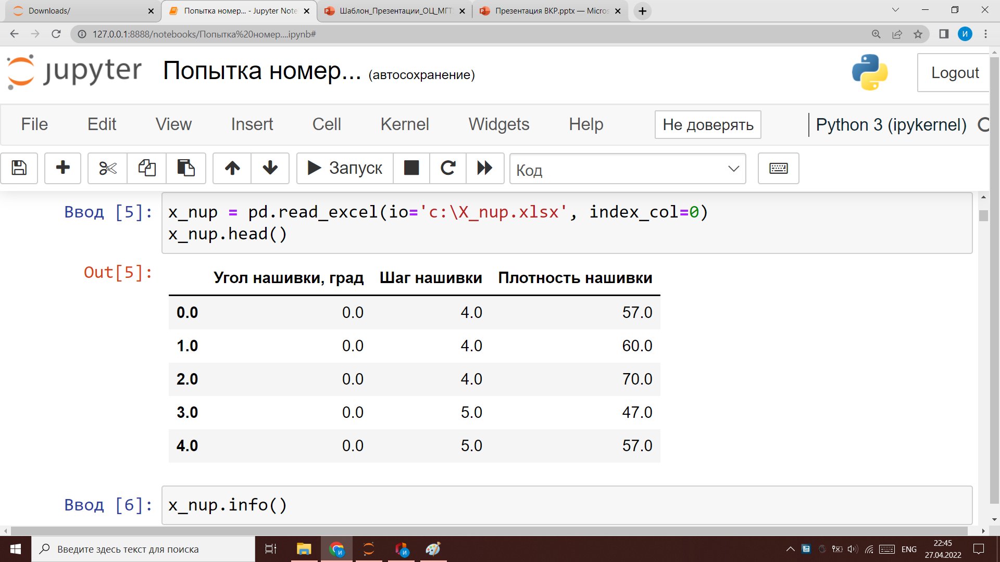 Downloads/
Попытка номер... - Jupyter Note
Шаблон_Презентации_ОЦ_МГТ
Презентация ВКР.pptx — Micros
127.0.0.1:8888/notebooks/Попытка%20номер....ipynb#
И
jupyter Попытка номер... (автосохранение)
Logout
File Edit View Insert Cell Kernel Widgets Help
Не доверять
Python 3 (ipykernel)
Запуск
Код
Ввод [5]: x_nup = pd.read_excel(io='c:\X_nup.xlsx', index_col=0)
x_nup.head()
Out[5]:
Угол нашивки, град Шаг нашивки Плотность нашивки
0.0 0.0 4.0 57.0
1.0 0.0 4.0 60.0
2.0 0.0 4.0 70.0
3.0 0.0 5.0 47.0
4.0 0.0 5.0 57.0
Ввод [6]: x_nup.info()
Введите здесь текст для поиска
ENG
22:45
27.04.2022